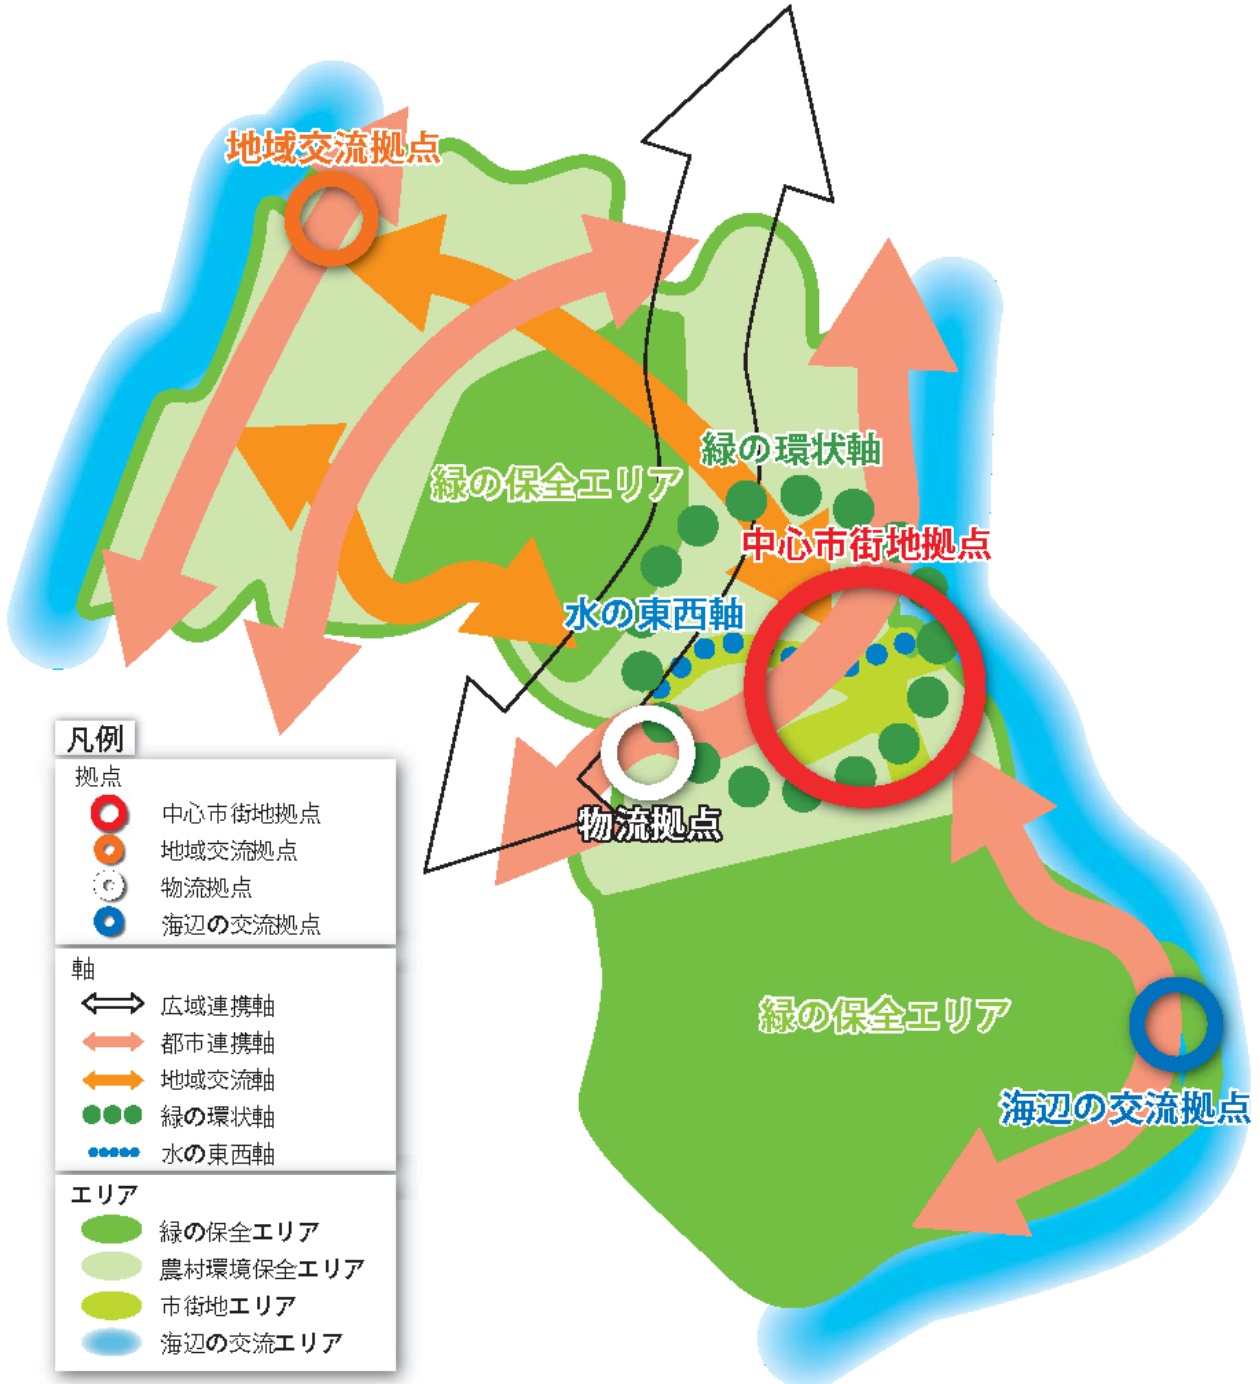 地域交流拠点
緑の環状軸
緑の保全エリア
中心市街地拠点
水の東西軸
物流拠点
緑の保全エリア
海辺の交流拠点
凡例
拠点
中心市街地拠点
地域交流拠点
物流拠点
海辺の交流拠点
軸
広域連携軸
都市連携軸
地域交流軸
緑の環状軸
水の東西軸
エリア
緑の保全エリア
農村環境保全エリア
市街地エリア
海辺の交流エリア